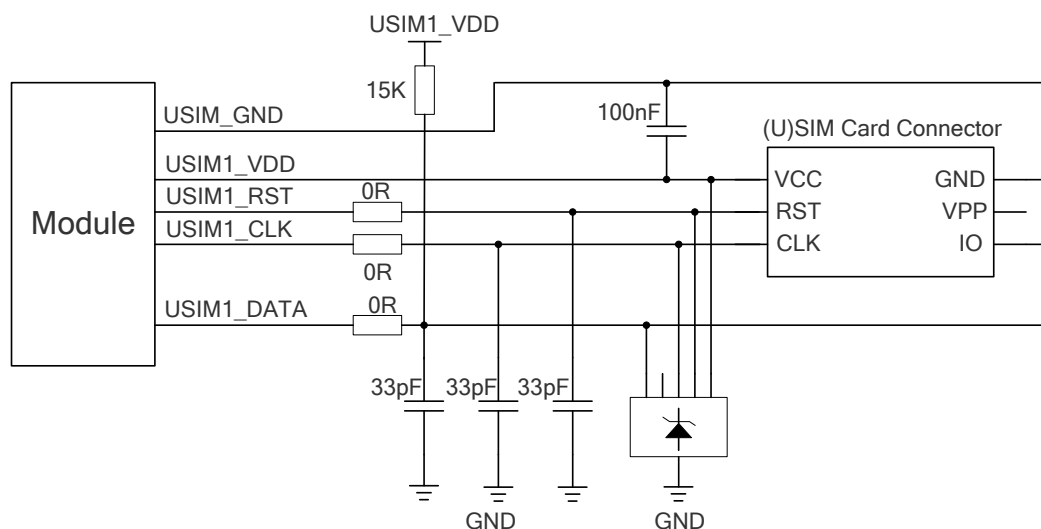 USIM1_VDD
15K
USIM_GND
100nF
(U)SIM Card Connector
USIM1_VDD
VCC
GND
USIM1_RST
0R
RST
VPP
Module
USIM1_CLK
CLK
IO
0R
USIM1_DATA
0R
33pF
33pF
33pF
GND
GND